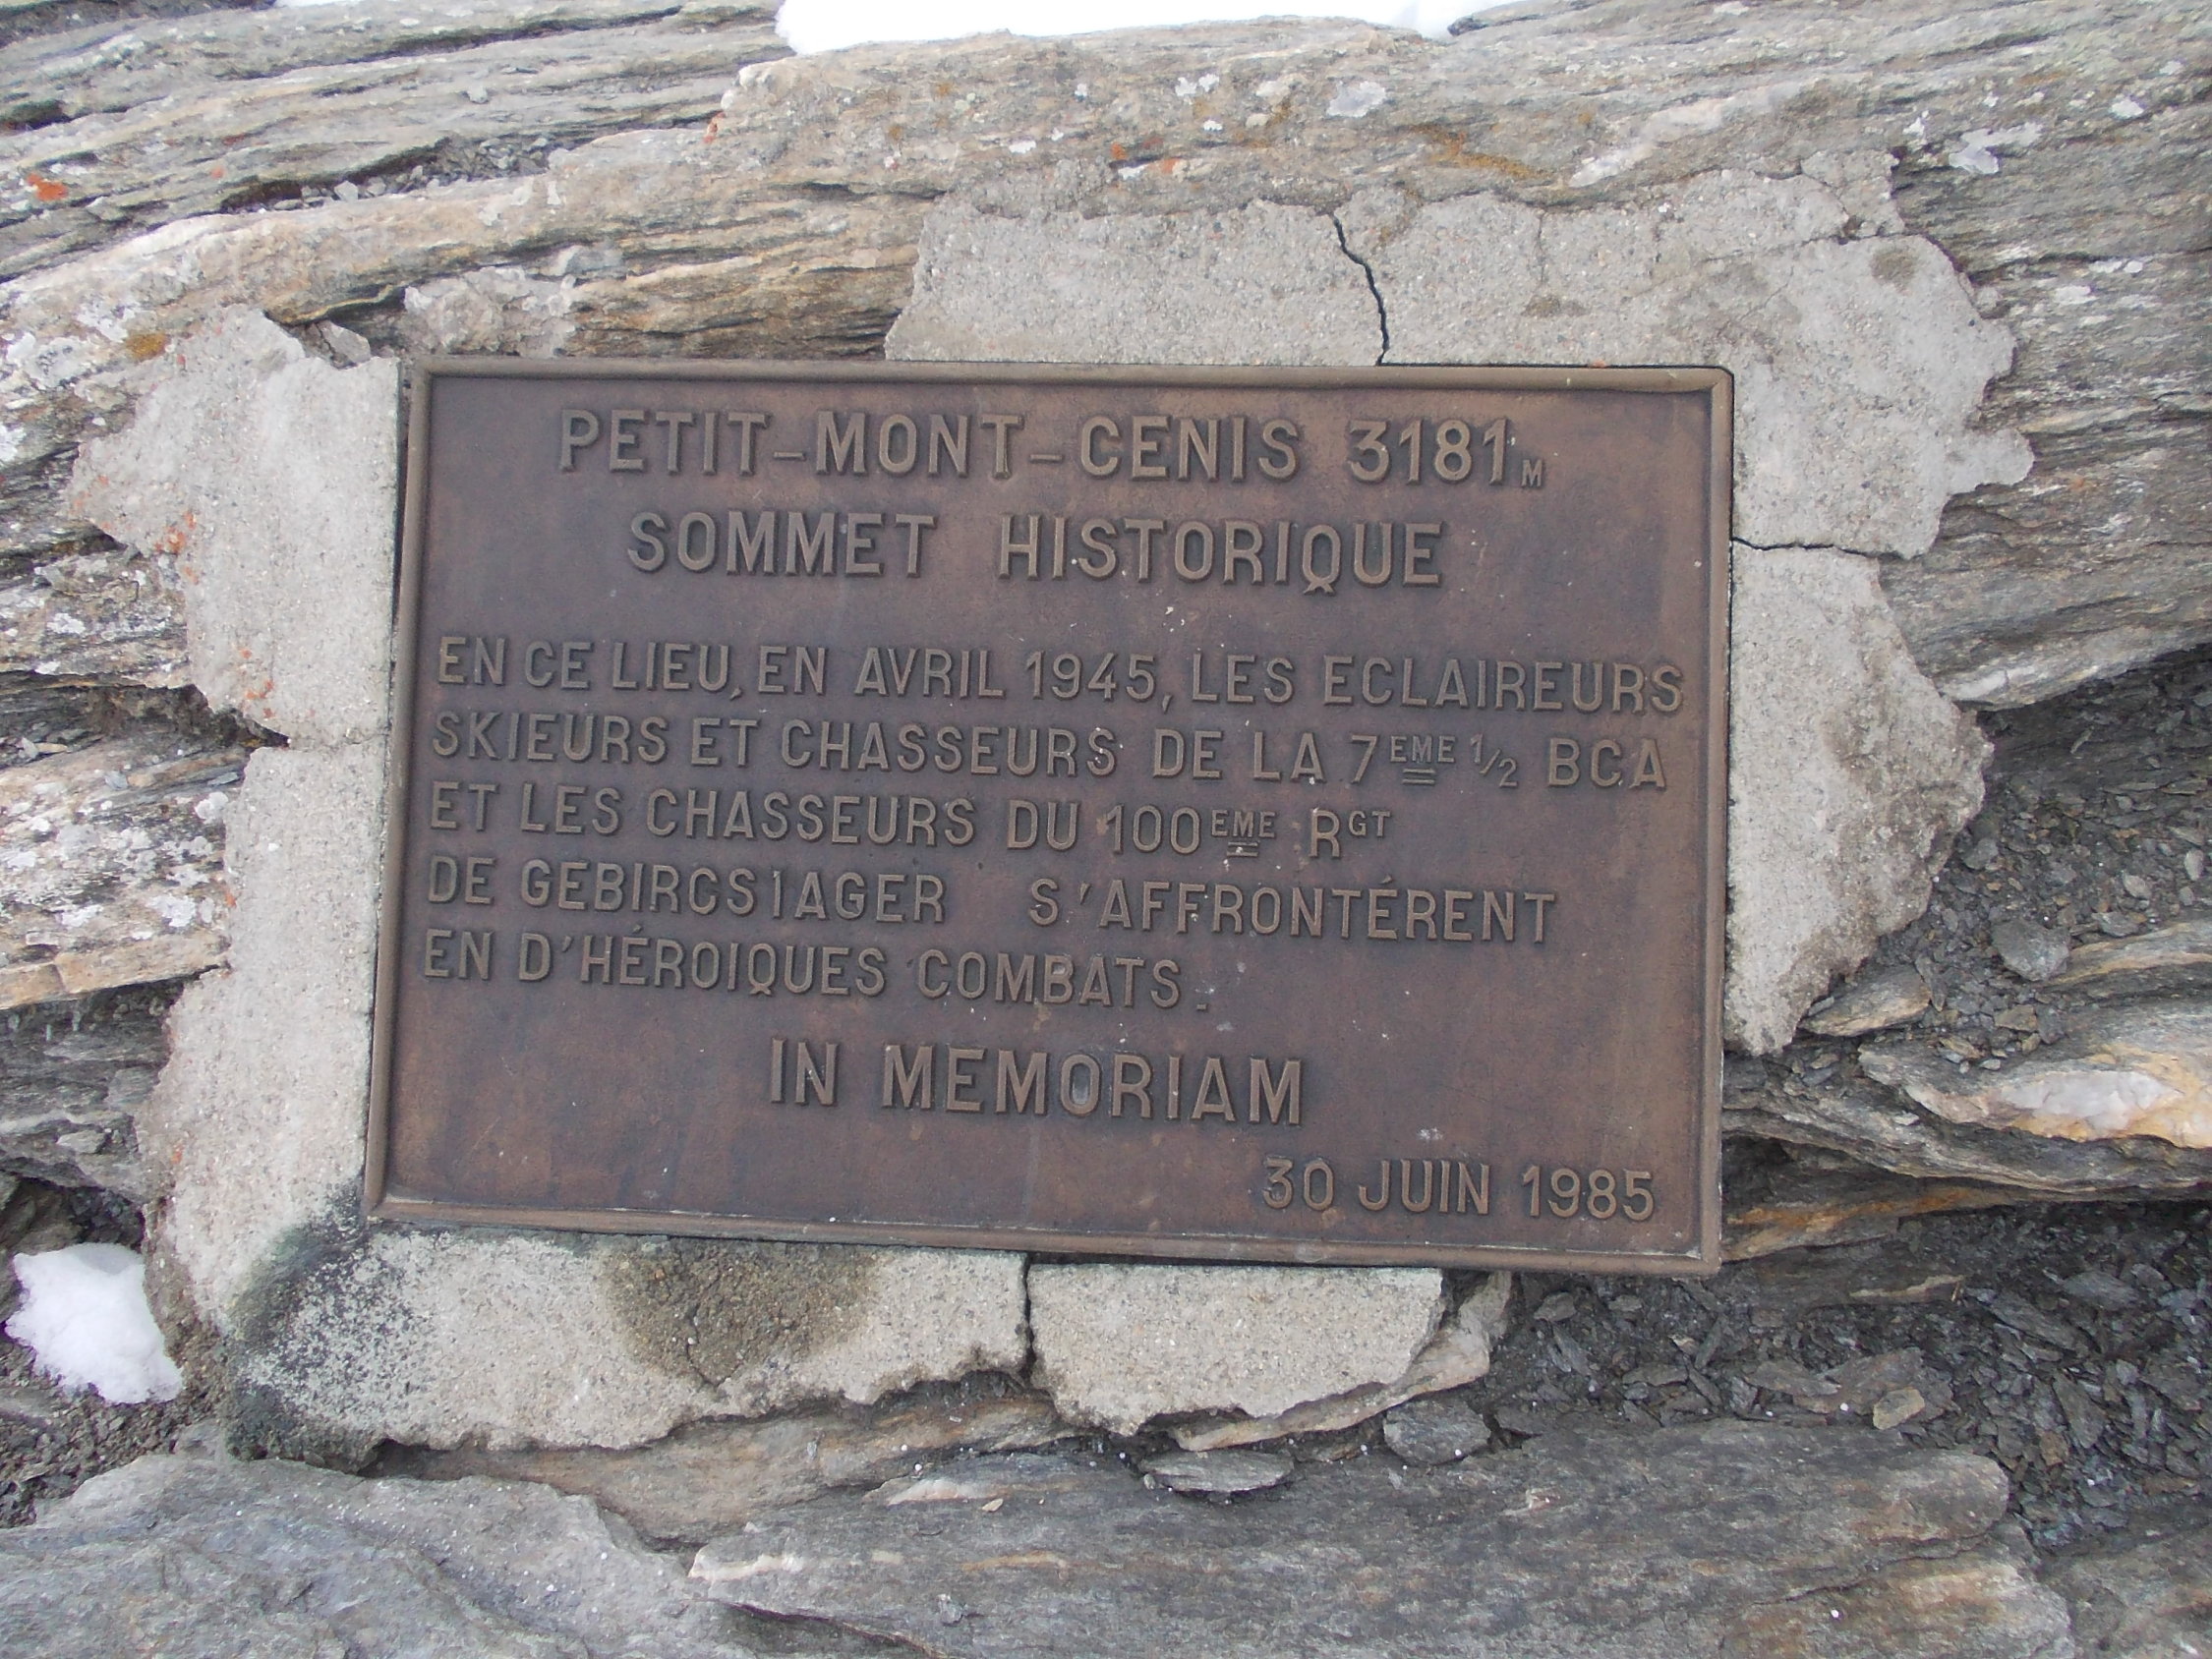 PETIT-MONT-CENIS 3181M
SOMMET HISTORIQUE
EN CE LIEU, EN AVRIL 1945, LES ECLAIREURS
SKIEURS ET CHASSEURS DE LA 7EME 1/2 BCA
ET LES CHASSEURS DU 100EME RGT
DE GEBIRCS1AGER S'AFFRONTÉRENT
EN D'HÉROIQUES COMBATS.
IN MEMORIAM
30 JUIN 1985